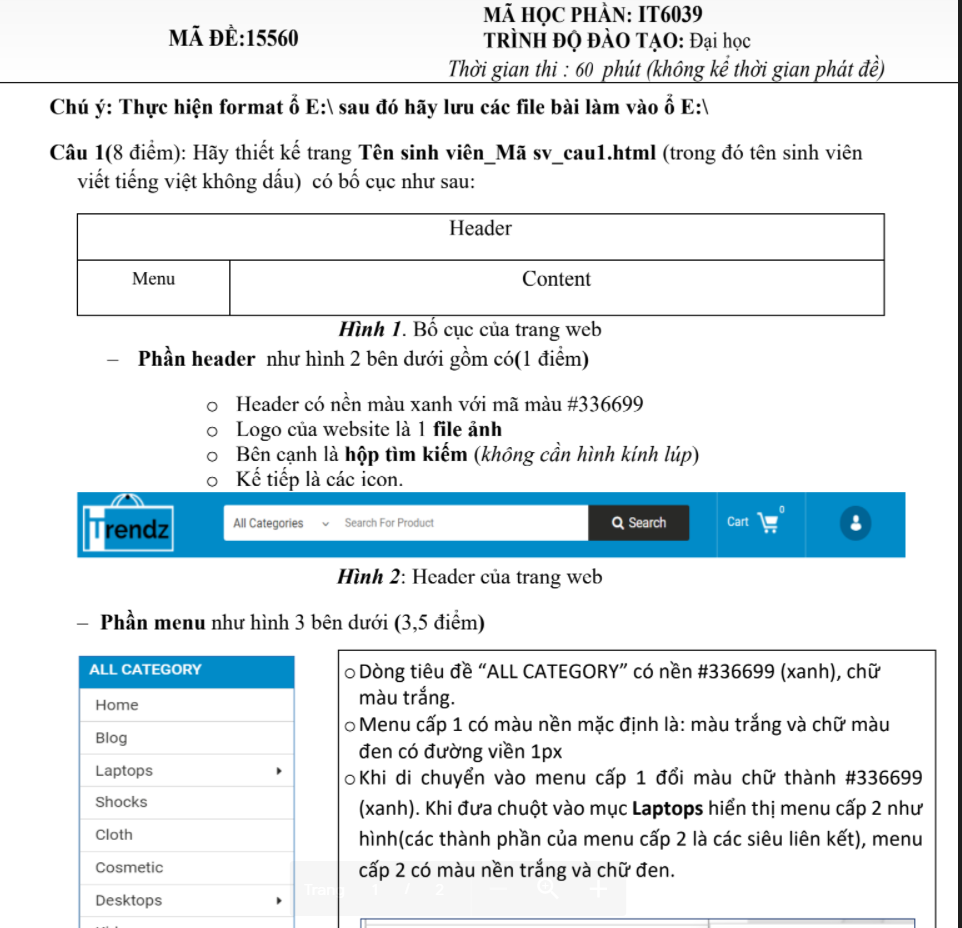 MÃ HỌC PHẦN: IT6039
MÃ ĐỀ:15560
TRÌNH ĐỘ ĐÀO TẠO: Đại học
Thời gian thi : 60 phút (không kể thời gian phát đề)
Chú ý: Thực hiện format ổ E:\ sau đó hãy lưu các file bài làm vào ổ E:\
Câu 1(8 điểm): Hãy thiết kế trang Tên sinh viên_Mã sv_cau1.html (trong đó tên sinh viên
viết tiếng việt không dấu) có bố cục như sau:
Header
Menu
Content
Hình 1. Bố cục của trang web
– Phần header như hình 2 bên dưới gồm có(1 điểm)
o Header có nền màu xanh với mã màu #336699
o Logo của website là 1 file ảnh
o Bên cạnh là hộp tìm kiếm (không cần hình kính lúp)
o Kế tiếp là các icon.
Trendz
All Categories
Search For Product
Search
Cart
0
Hình 2: Header của trang web
– Phần menu như hình 3 bên dưới (3,5 điểm)
ALL CATEGORY
Home
Blog
Laptops
Shocks
Cloth
Cosmetic
Desktops
o Dòng tiêu đề “ALL CATEGORY” có nền #336699 (xanh), chữ
màu trắng.
o Menu cấp 1 có màu nền mặc định là: màu trắng và chữ màu
đen có đường viền 1px
o Khi di chuyển vào menu cấp 1 đổi màu chữ thành #336699
(xanh). Khi đưa chuột vào mục Laptops hiển thị menu cấp 2 như
hình(các thành phần của menu cấp 2 là các siêu liên kết), menu
cấp 2 có màu nền trắng và chữ đen.
Trang 1 / 2